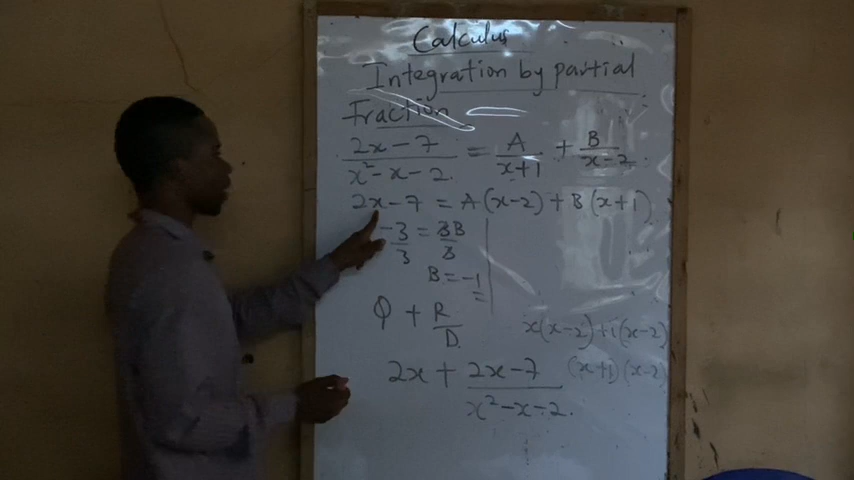 Calculus
Integration by partial
Fraction
2x - 7 / x² - x - 2 = A / x+1 + B / x-2
2x - 7 = A(x-2) + B(x+1)
-3/3 = 3B/3
B = -1
Q + R/D
x(x-2)+1(x-2)
(x+1)(x-2)
2x + 2x-7 / x²-x-2.